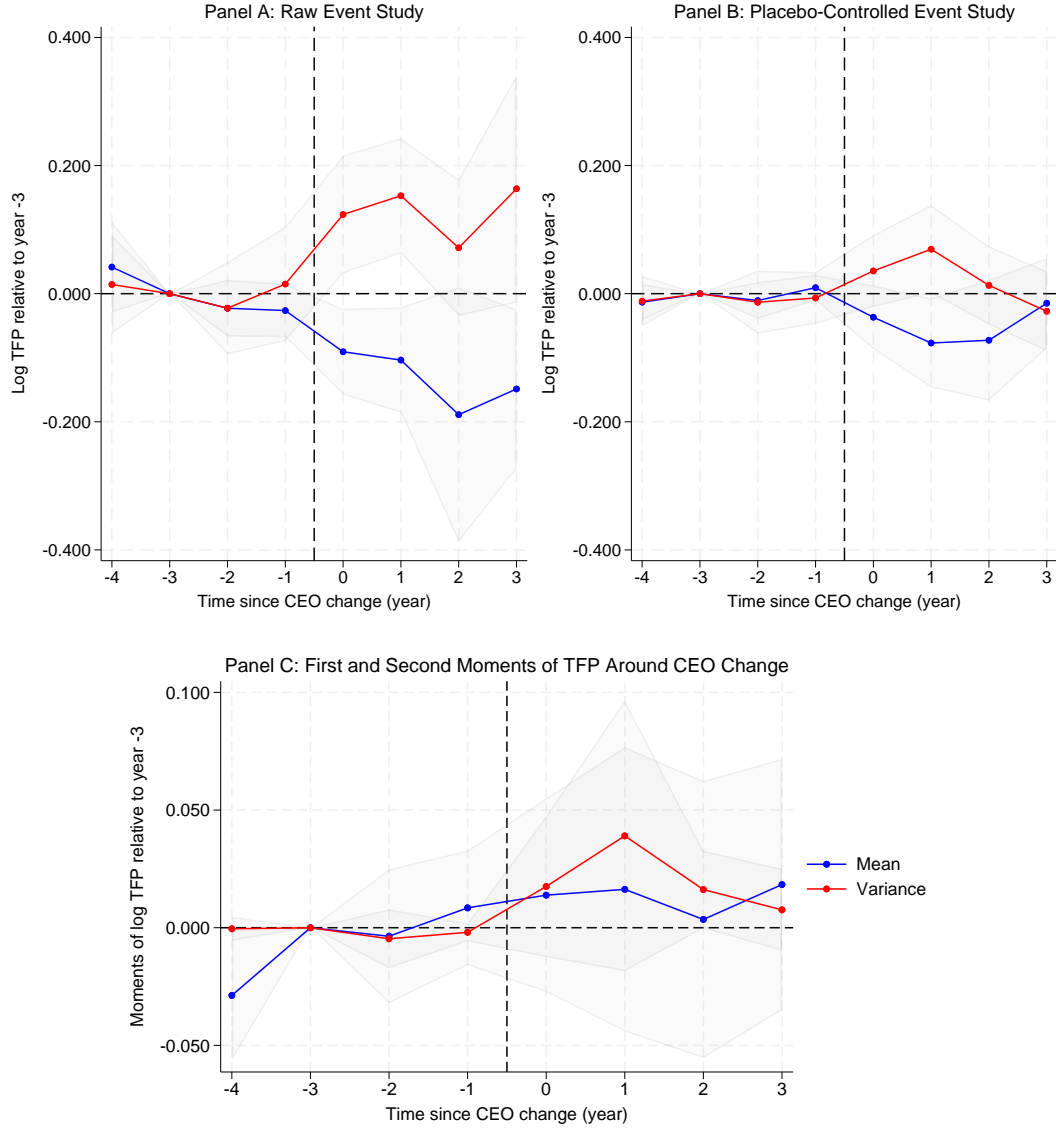 Panel A: Raw Event Study
Log TFP relative to year -3
0.400
0.200
0.000
-0.200
-0.400
-4 -3 -2 -1 0 1 2 3
Time since CEO change (year)
Panel B: Placebo-Controlled Event Study
Log TFP relative to year -3
0.400
0.200
0.000
-0.200
-0.400
-4 -3 -2 -1 0 1 2 3
Time since CEO change (year)
Panel C: First and Second Moments of TFP Around CEO Change
Moments of log TFP relative to year -3
0.100
0.050
0.000
-0.050
-4 -3 -2 -1 0 1 2 3
Time since CEO change (year)
Mean
Variance